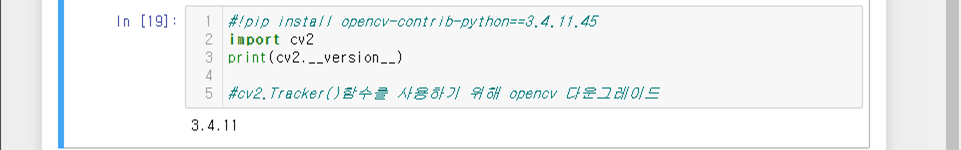 In [19]:
1 #!pip install opencv-contrib-python==3.4.11.45
2 import cv2
3 print(cv2.__version__)
4
5 #cv2.Tracker()함수를 사용하기 위해 opencv 다운그레이드
3.4.11